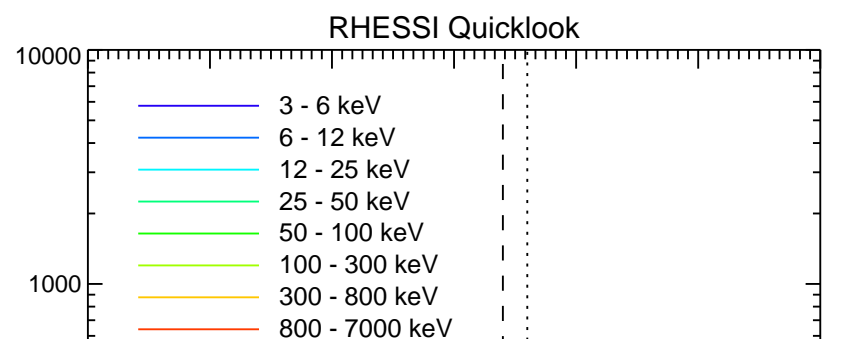 RHESSI Quicklook
10000
3 - 6 keV
6 - 12 keV
12 - 25 keV
25 - 50 keV
50 - 100 keV
100 - 300 keV
1000
300 - 800 keV
800 - 7000 keV